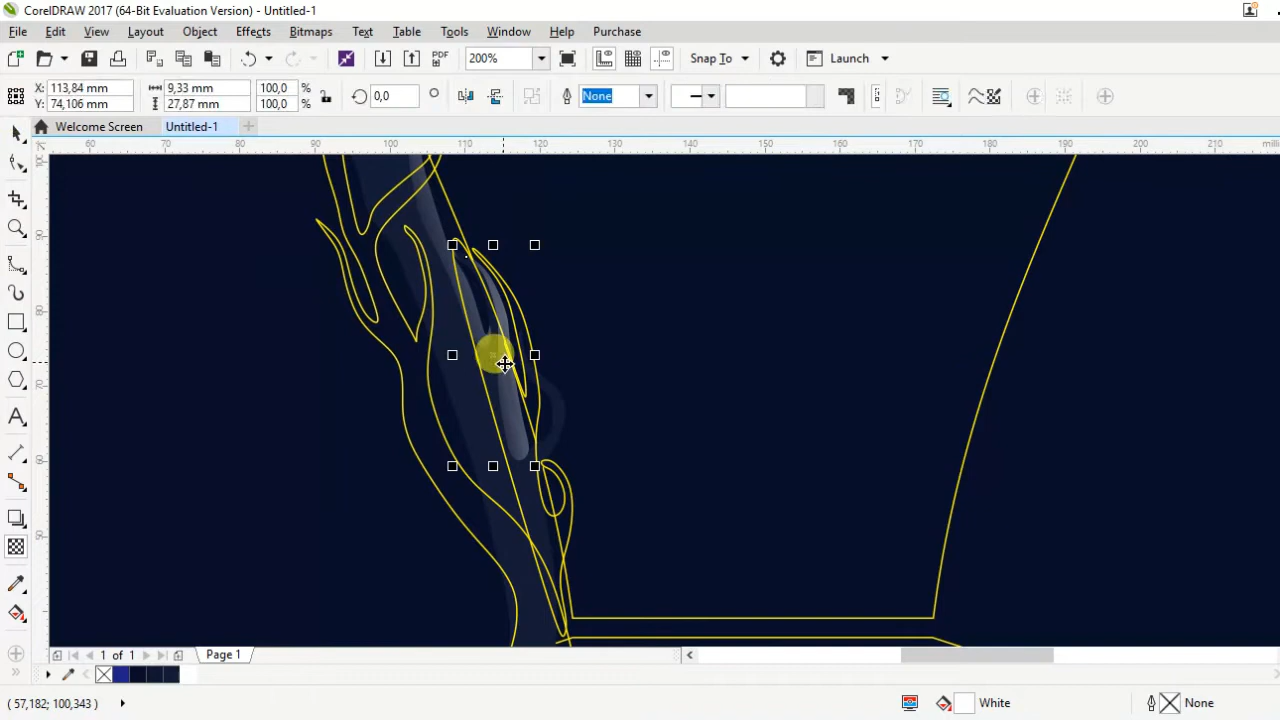 CorelDRAW 2017 (64-Bit Evaluation Version) - Untitled-1
File Edit View Layout Object Effects Bitmaps Text Table Tools Window Help Purchase
PDF 200% Snap To Launch
X: 113,84 mm 9,33 mm 100,0 %
Y: 74,106 mm 27,87 mm 100,0 %
0,0 None
Welcome Screen Untitled-1
60 70 80 90 100 110 120 130 140 150 160 170 180 190 200 210 milli
1 of 1 Page 1
( 57,182; 100,343 ) White None